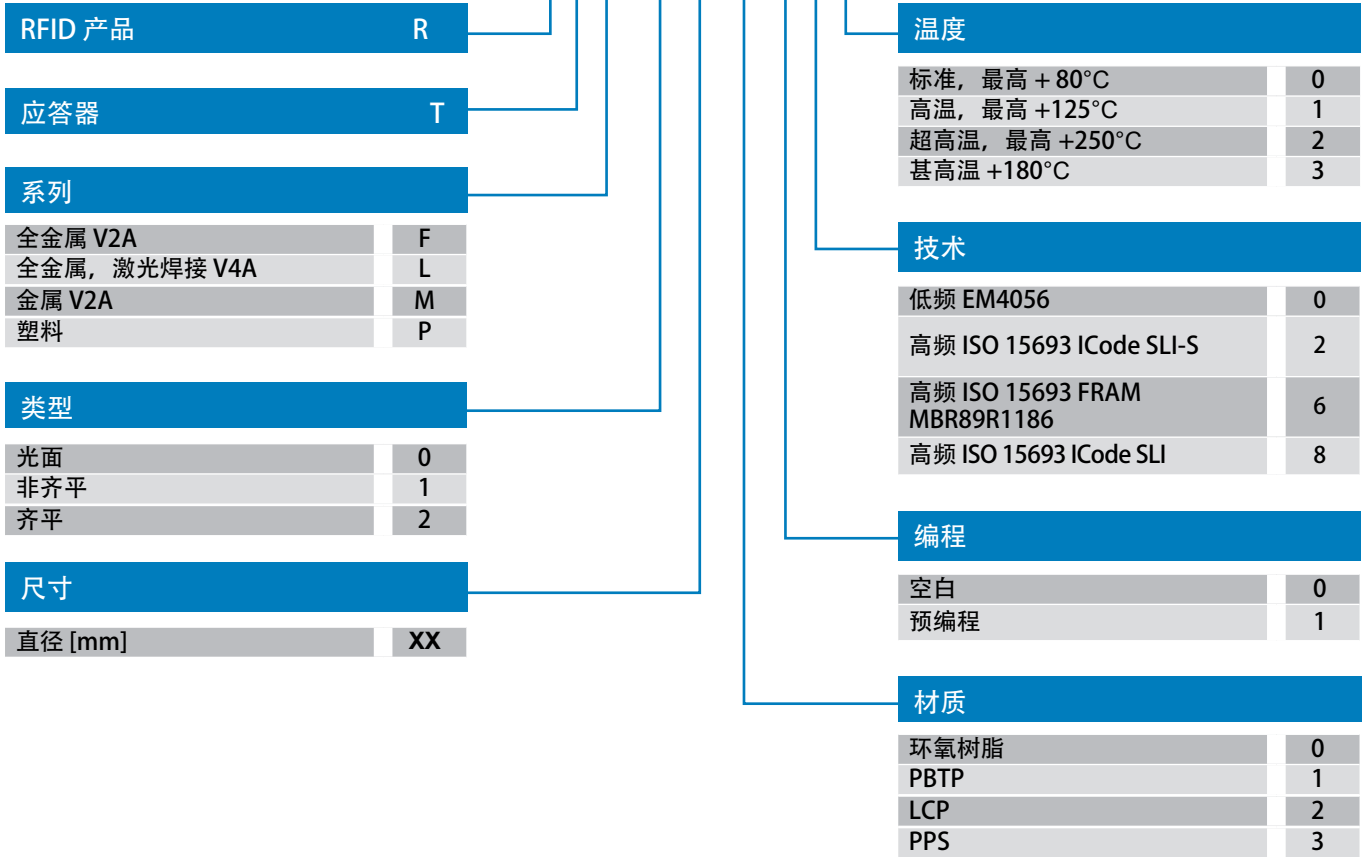 RFID 产品 R
应答器 T
系列
全金属 V2A F
全金属，激光焊接 V4A L
金属 V2A M
塑料 P
类型
光面 0
非齐平 1
齐平 2
尺寸
直径 [mm] XX
温度
标准，最高 + 80°C 0
高温，最高 +125°C 1
超高温，最高 +250°C 2
甚高温 +180°C 3
技术
低频 EM4056 0
高频 ISO 15693 ICode SLI-S 2
高频 ISO 15693 FRAM
MBR89R1186 6
高频 ISO 15693 ICode SLI 8
编程
空白 0
预编程 1
材质
环氧树脂 0
PBTP 1
LCP 2
PPS 3